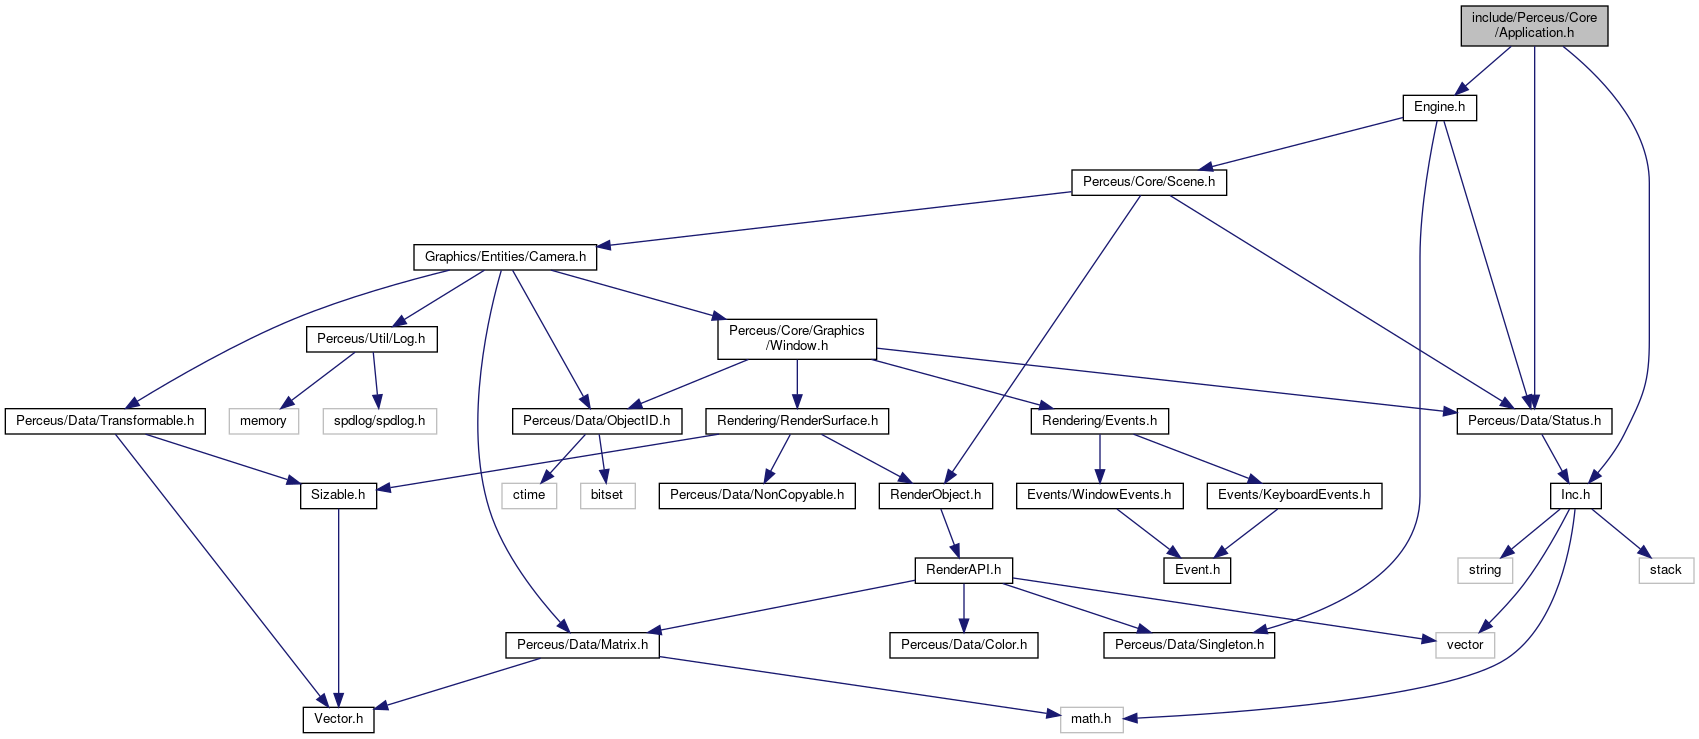 include/Perceus/Core
/Application.h
Engine.h
Perceus/Core/Scene.h
Graphics/Entities/Camera.h
Perceus/Util/Log.h
Perceus/Core/Graphics
/Window.h
Perceus/Data/Transformable.h
memory
spdlog/spdlog.h
Perceus/Data/ObjectID.h
Rendering/RenderSurface.h
Rendering/Events.h
Perceus/Data/Status.h
Sizable.h
ctime
bitset
Perceus/Data/NonCopyable.h
RenderObject.h
Events/WindowEvents.h
Events/KeyboardEvents.h
Inc.h
RenderAPI.h
Event.h
string
stack
Perceus/Data/Matrix.h
Perceus/Data/Color.h
Perceus/Data/Singleton.h
vector
Vector.h
math.h